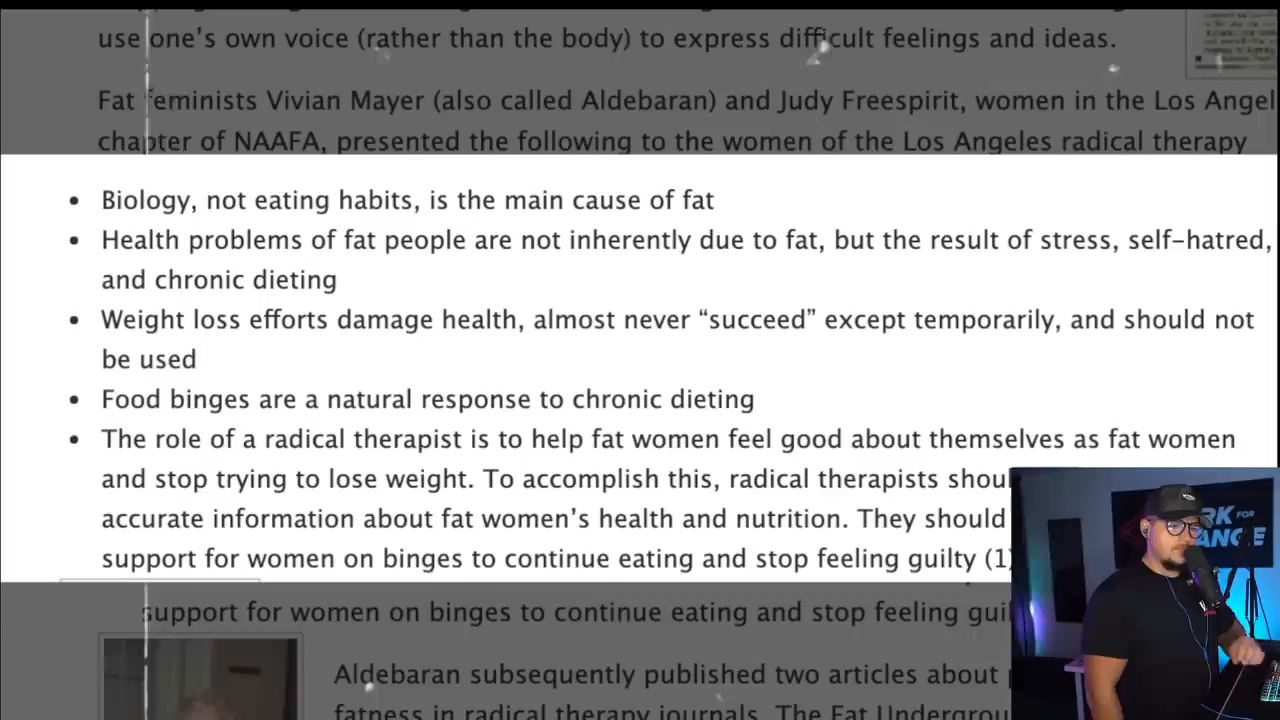 use one's own voice (rather than the body) to express difficult feelings and ideas.
Fat feminists Vivian Mayer (also called Aldebaran) and Judy Freespirit, women in the Los Angel
chapter of NAAFA, presented the following to the women of the Los Angeles radical therapy
• Biology, not eating habits, is the main cause of fat
• Health problems of fat people are not inherently due to fat, but the result of stress, self-hatred,
and chronic dieting
• Weight loss efforts damage health, almost never “succeed” except temporarily, and should not
be used
• Food binges are a natural response to chronic dieting
• The role of a radical therapist is to help fat women feel good about themselves as fat women
and stop trying to lose weight. To accomplish this, radical therapists shoul
accurate information about fat women's health and nutrition. They should
support for women on binges to continue eating and stop feeling guilty (1)
support for women on binges to continue eating and stop feeling guil
RK FOR
ANGE
Aldebaran subsequently published two articles about
fatness in radical therapy journals. The Fat Undergrou